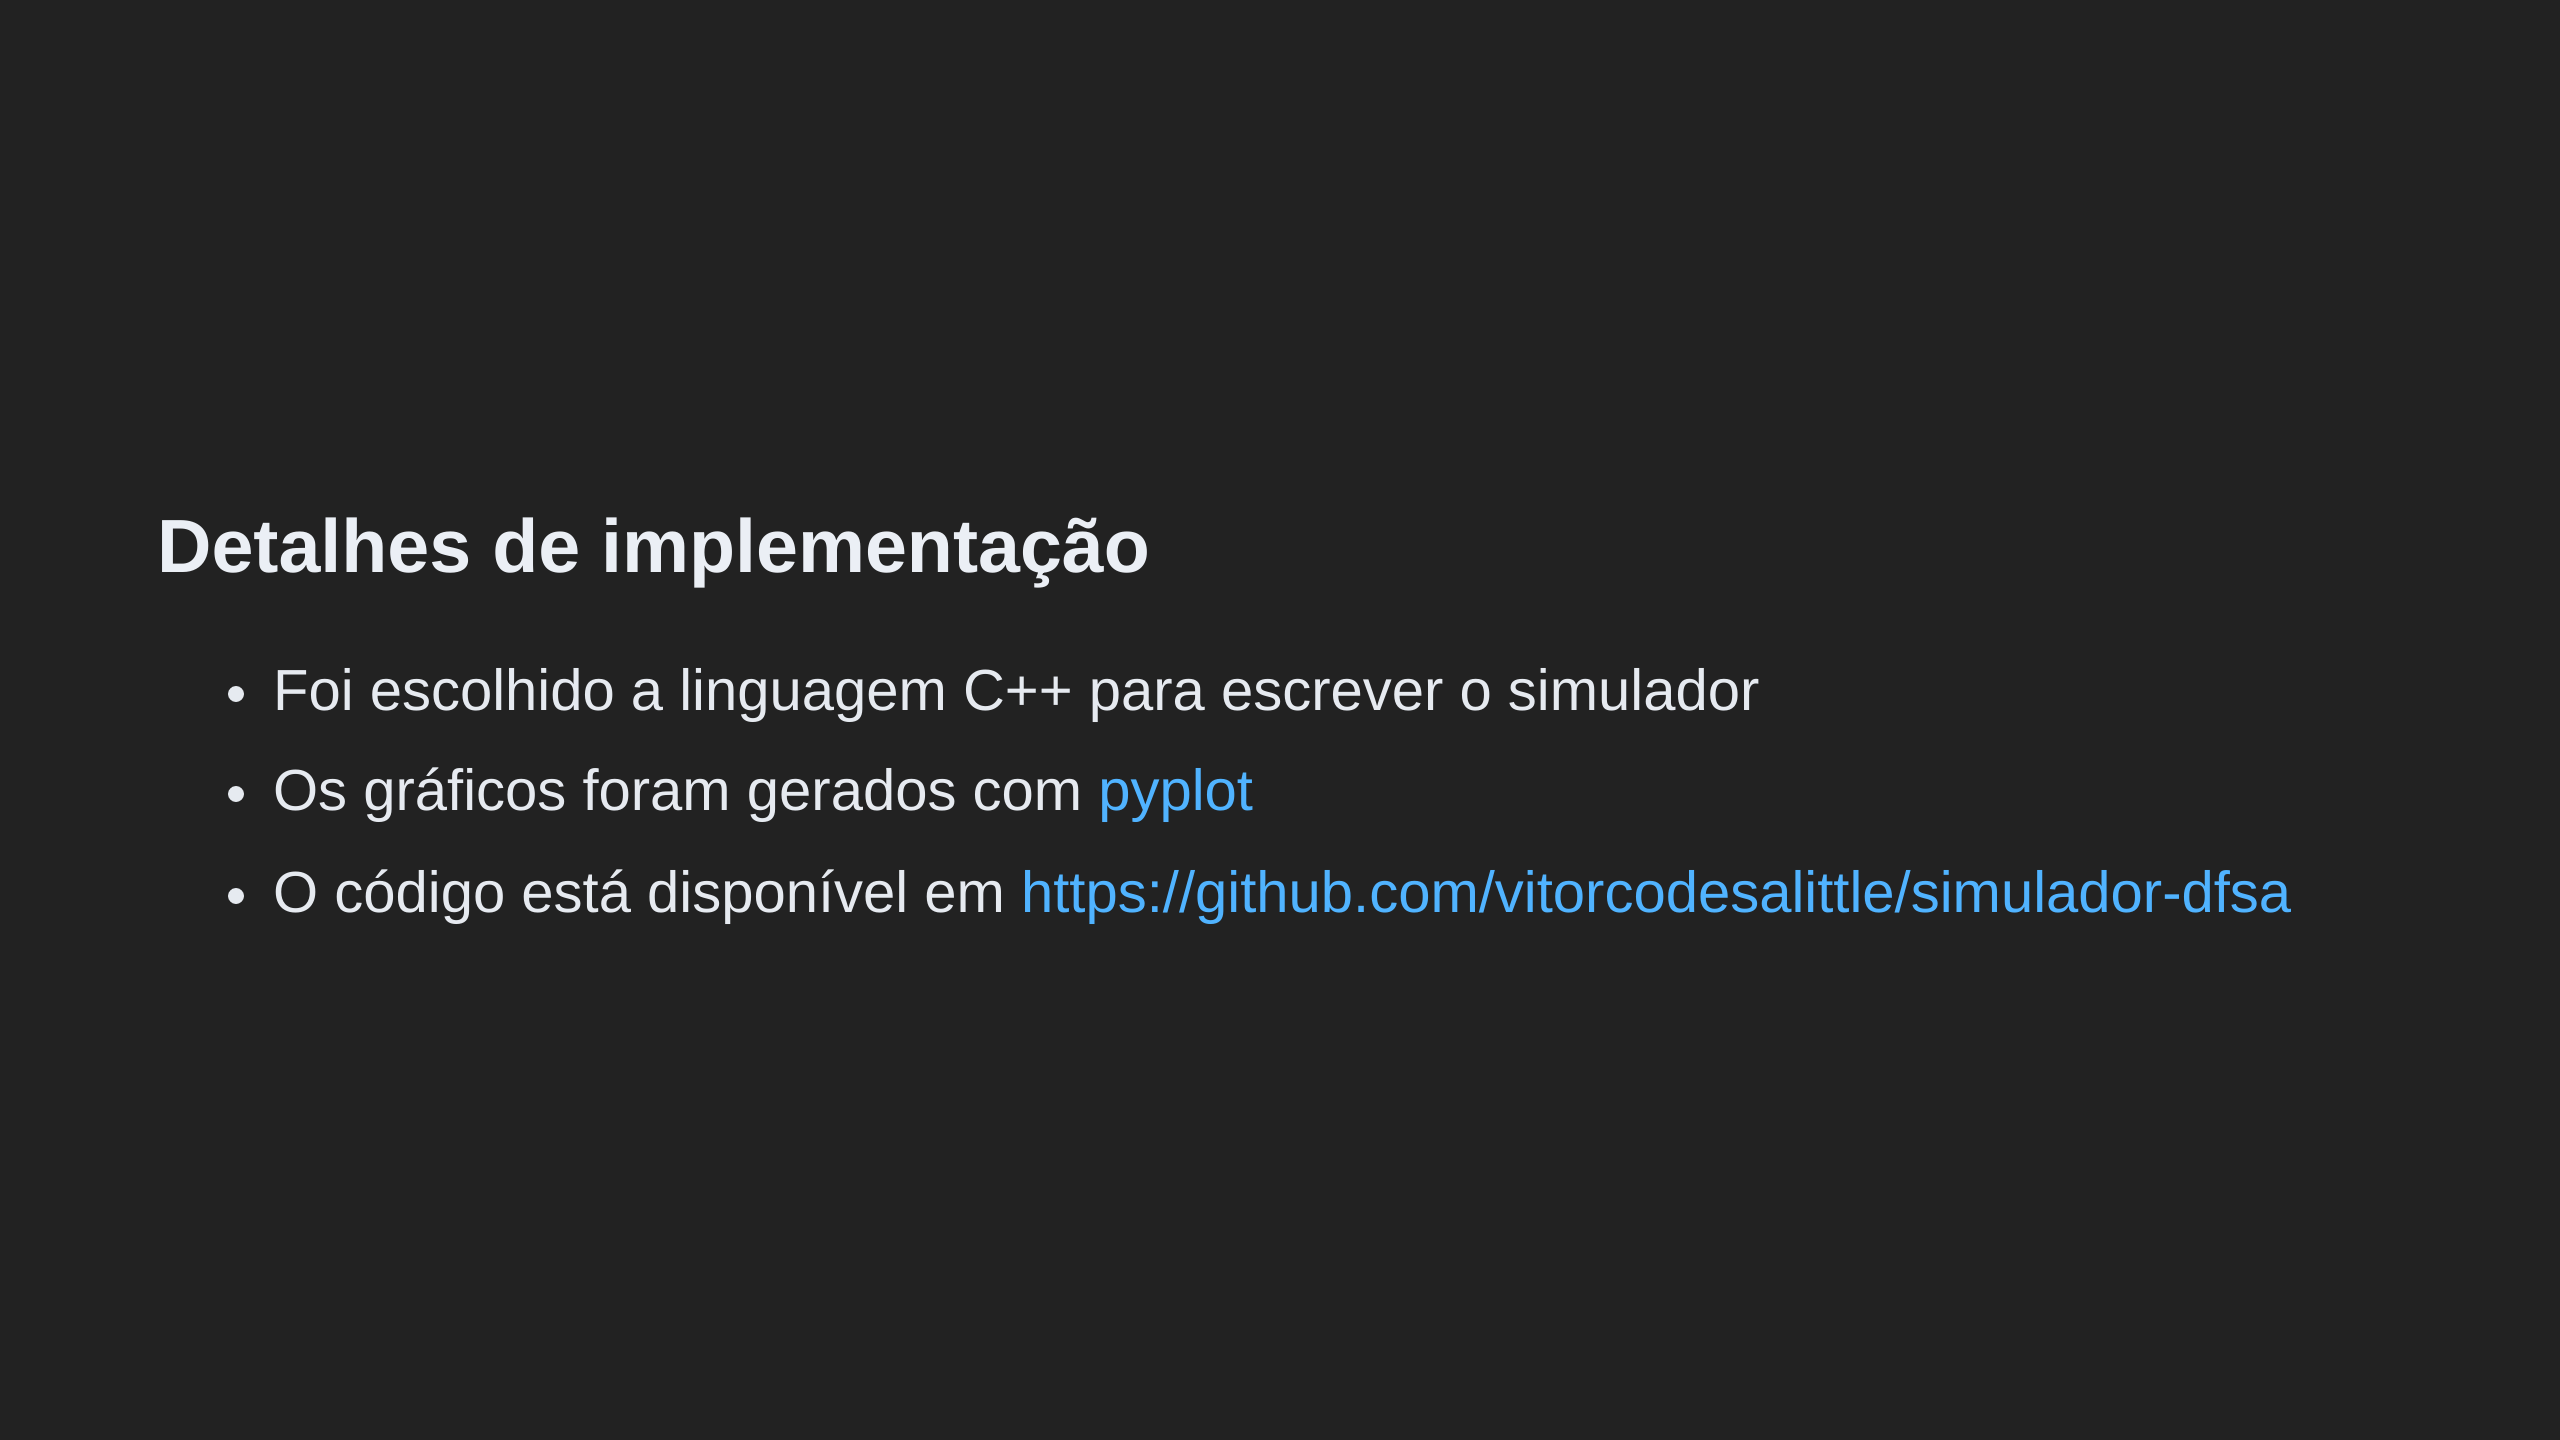 Detalhes de implementação
• Foi escolhido a linguagem C++ para escrever o simulador
• Os gráficos foram gerados com pyplot
• O código está disponível em https://github.com/vitorcodesalittle/simulador-dfsa